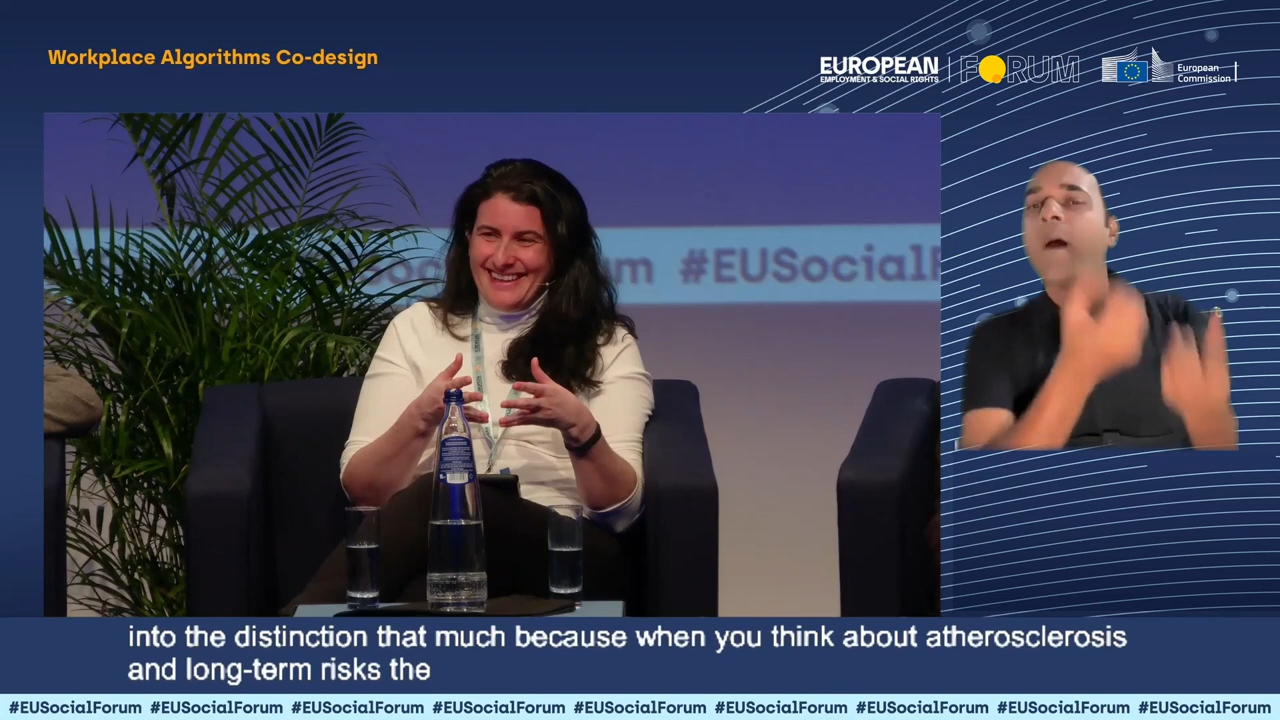 Workplace Algorithms Co-design
EUROPEAN
EMPLOYMENT & SOCIAL RIGHTS
FORUM
European
Commission
#EUSocialF
into the distinction that much because when you think about atherosclerosis
and long-term risks the
#EUSocialForum #EUSocialForum #EUSocialForum #EUSocialForum #EUSocialForum #EUSocialForum #EUSocialForum #EUSocialForum #EUSocialForum